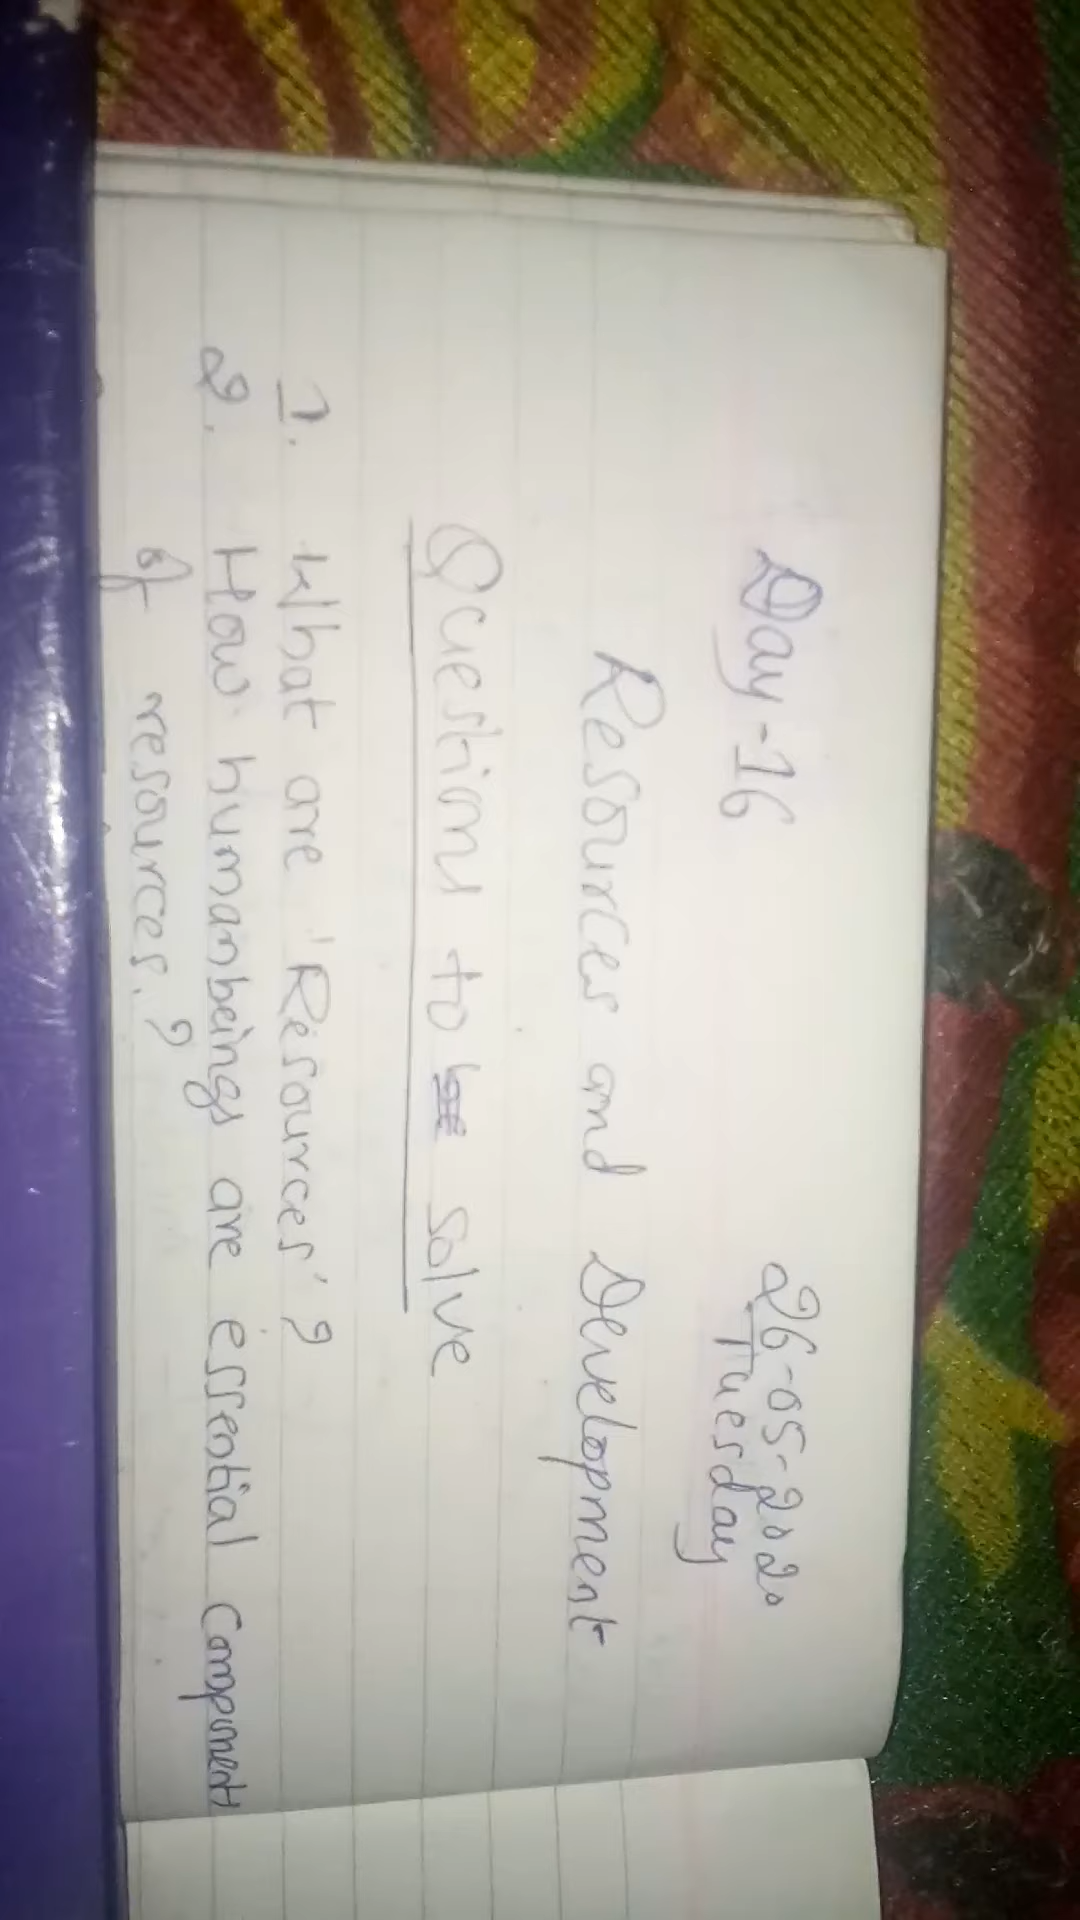 Day-16
26-05-2020
Tuesday
Resources and Development
Questions to solve
1. What are 'Resources'?
2. How humanbeings are essential Component
of resources.?